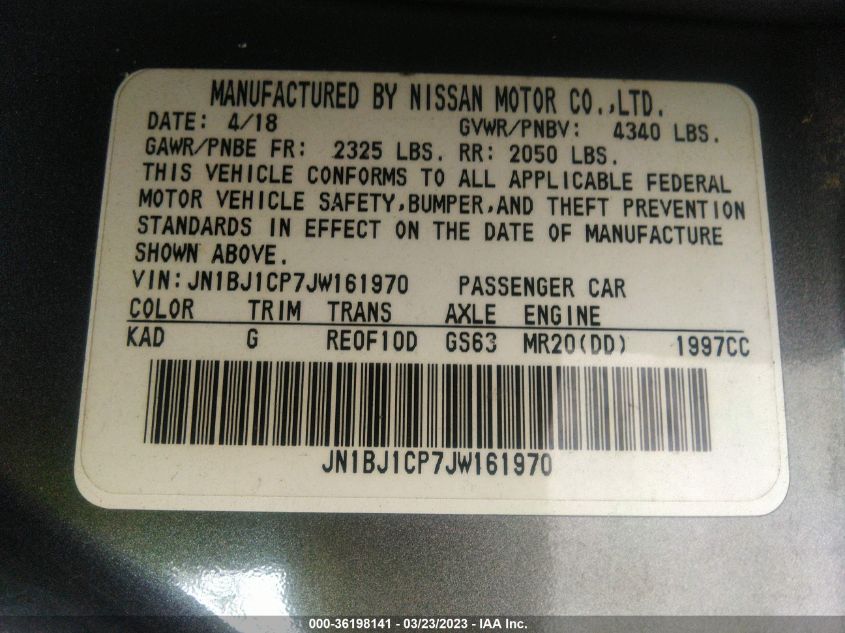 MANUFACTURED BY NISSAN MOTOR CO.,LTD.
DATE: 4/18 GVWR/PNBV: 4340 LBS.
GAWR/PNBE FR: 2325 LBS. RR: 2050 LBS.
THIS VEHICLE CONFORMS TO ALL APPLICABLE FEDERAL
MOTOR VEHICLE SAFETY,BUMPER,AND THEFT PREVENTION
STANDARDS IN EFFECT ON THE DATE OF MANUFACTURE
SHOWN ABOVE.
VIN:JN1BJ1CP7JW161970 PASSENGER CAR
COLOR TRIM TRANS AXLE ENGINE
KAD G RE0F10D GS63 MR20(DD) 1997CC
JN1BJ1CP7JW161970
000-36198141 / 03/23/2023 - IAA Inc.